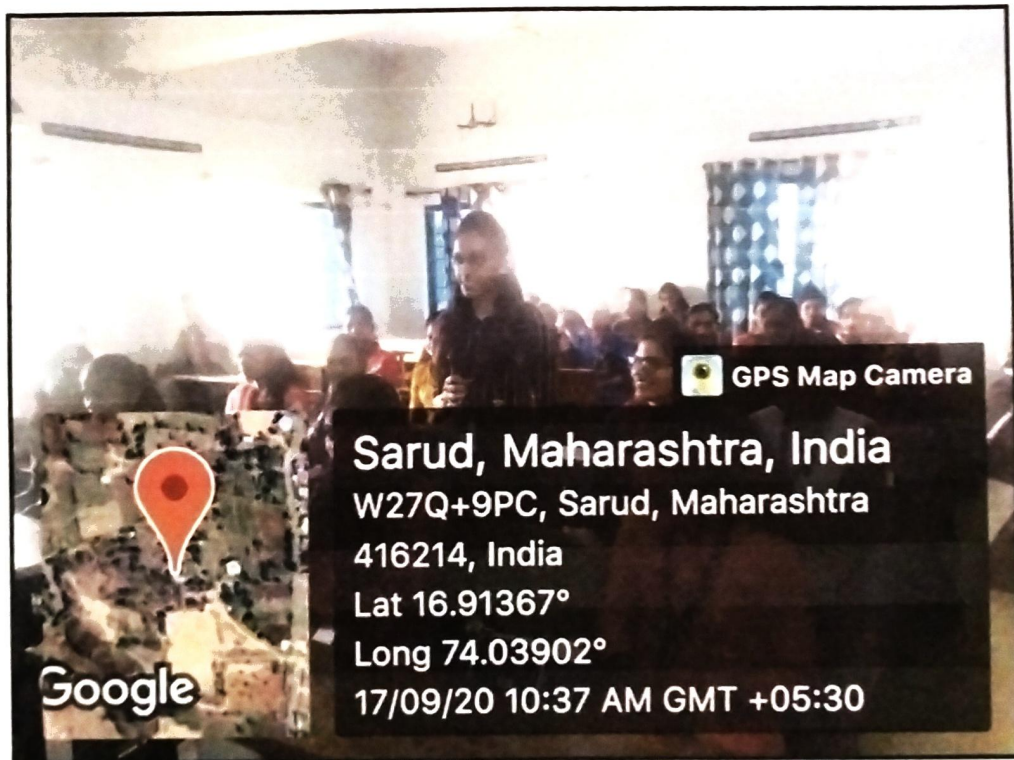 GPS Map Camera
Sarud, Maharashtra, India
W27Q+9PC, Sarud, Maharashtra
416214, India
Lat 16.91367°
Long 74.03902°
17/09/20 10:37 AM GMT +05:30
Google